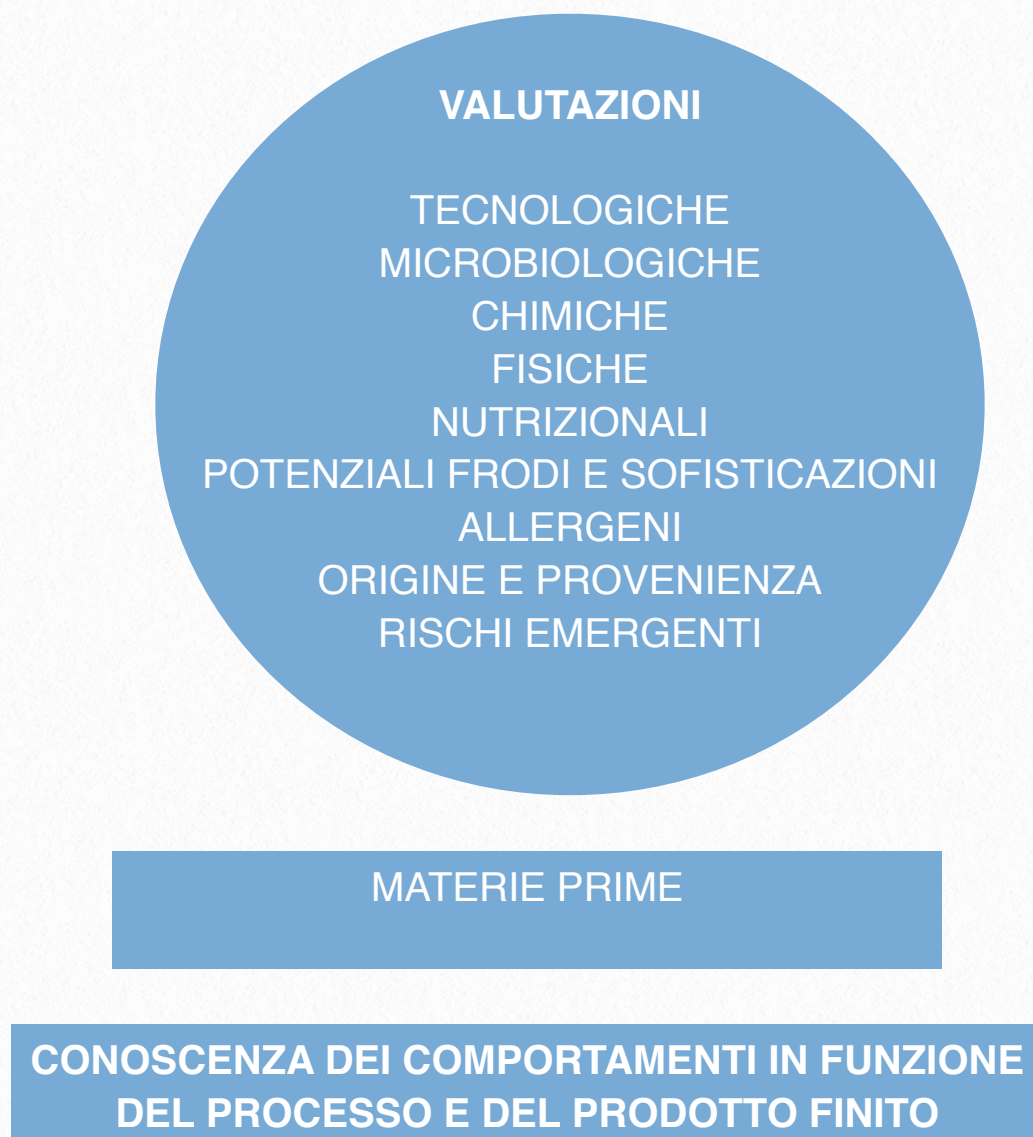 VALUTAZIONI
TECNOLOGICHE
MICROBIOLOGICHE
CHIMICHE
FISICHE
NUTRIZIONALI
POTENZIALI FRODI E SOFISTICAZIONI
ALLERGENI
ORIGINE E PROVENIENZA
RISCHI EMERGENTI
MATERIE PRIME
CONOSCENZA DEI COMPORTAMENTI IN FUNZIONE
DEL PROCESSO E DEL PRODOTTO FINITO